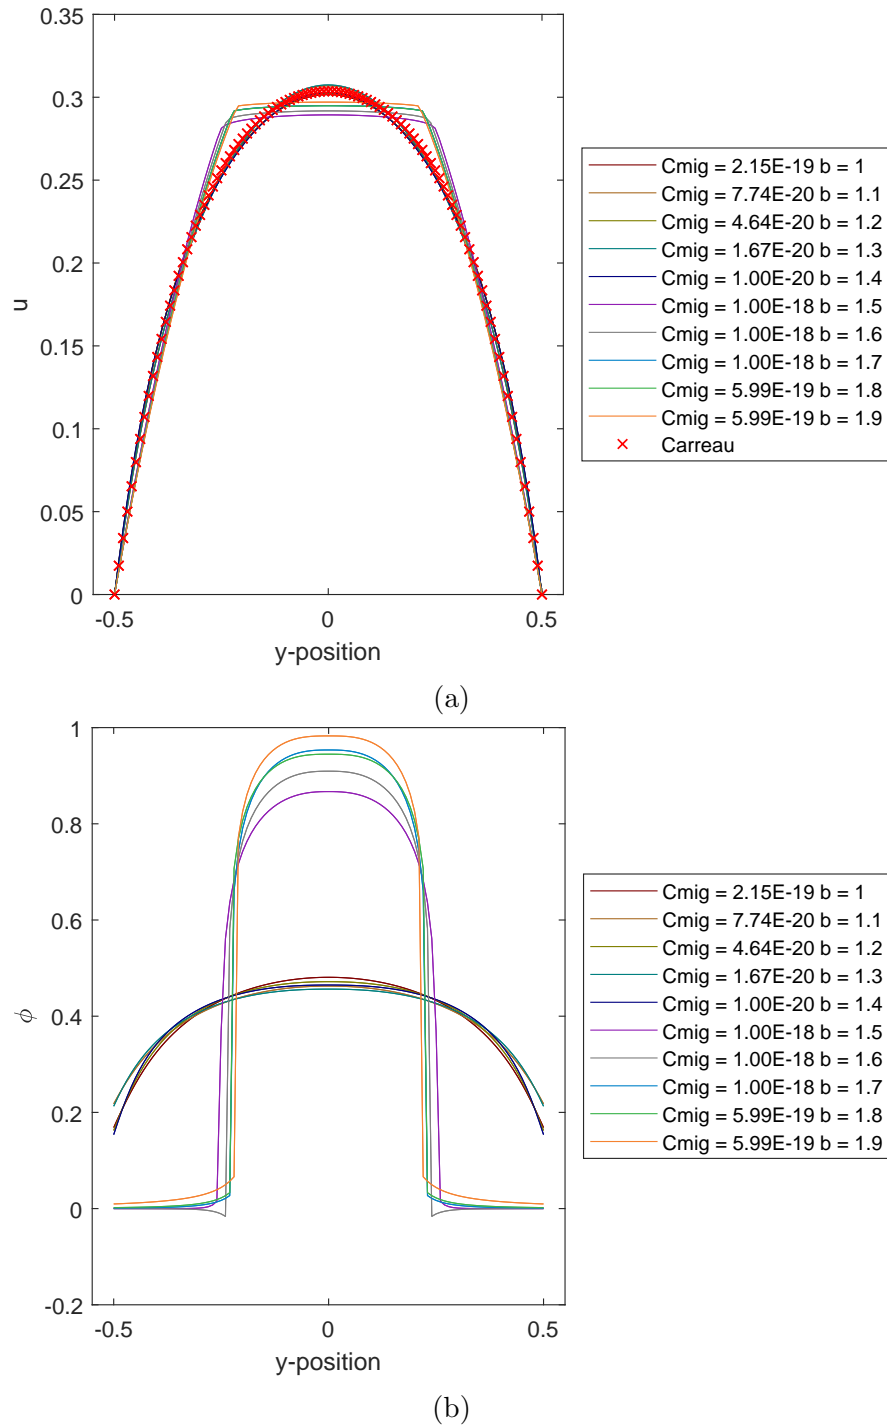 0.35
0.3
0.25
0.2
0.15
0.1
0.05
0
u
-0.5 0 0.5
y-position
Cmig = 2.15E-19 b = 1
Cmig = 7.74E-20 b = 1.1
Cmig = 4.64E-20 b = 1.2
Cmig = 1.67E-20 b = 1.3
Cmig = 1.00E-20 b = 1.4
Cmig = 1.00E-18 b = 1.5
Cmig = 1.00E-18 b = 1.6
Cmig = 1.00E-18 b = 1.7
Cmig = 5.99E-19 b = 1.8
Cmig = 5.99E-19 b = 1.9
Carreau
(a)
1
0.8
0.6
0.4
0.2
0
-0.2
ϕ
-0.5 0 0.5
y-position
Cmig = 2.15E-19 b = 1
Cmig = 7.74E-20 b = 1.1
Cmig = 4.64E-20 b = 1.2
Cmig = 1.67E-20 b = 1.3
Cmig = 1.00E-20 b = 1.4
Cmig = 1.00E-18 b = 1.5
Cmig = 1.00E-18 b = 1.6
Cmig = 1.00E-18 b = 1.7
Cmig = 5.99E-19 b = 1.8
Cmig = 5.99E-19 b = 1.9
(b)